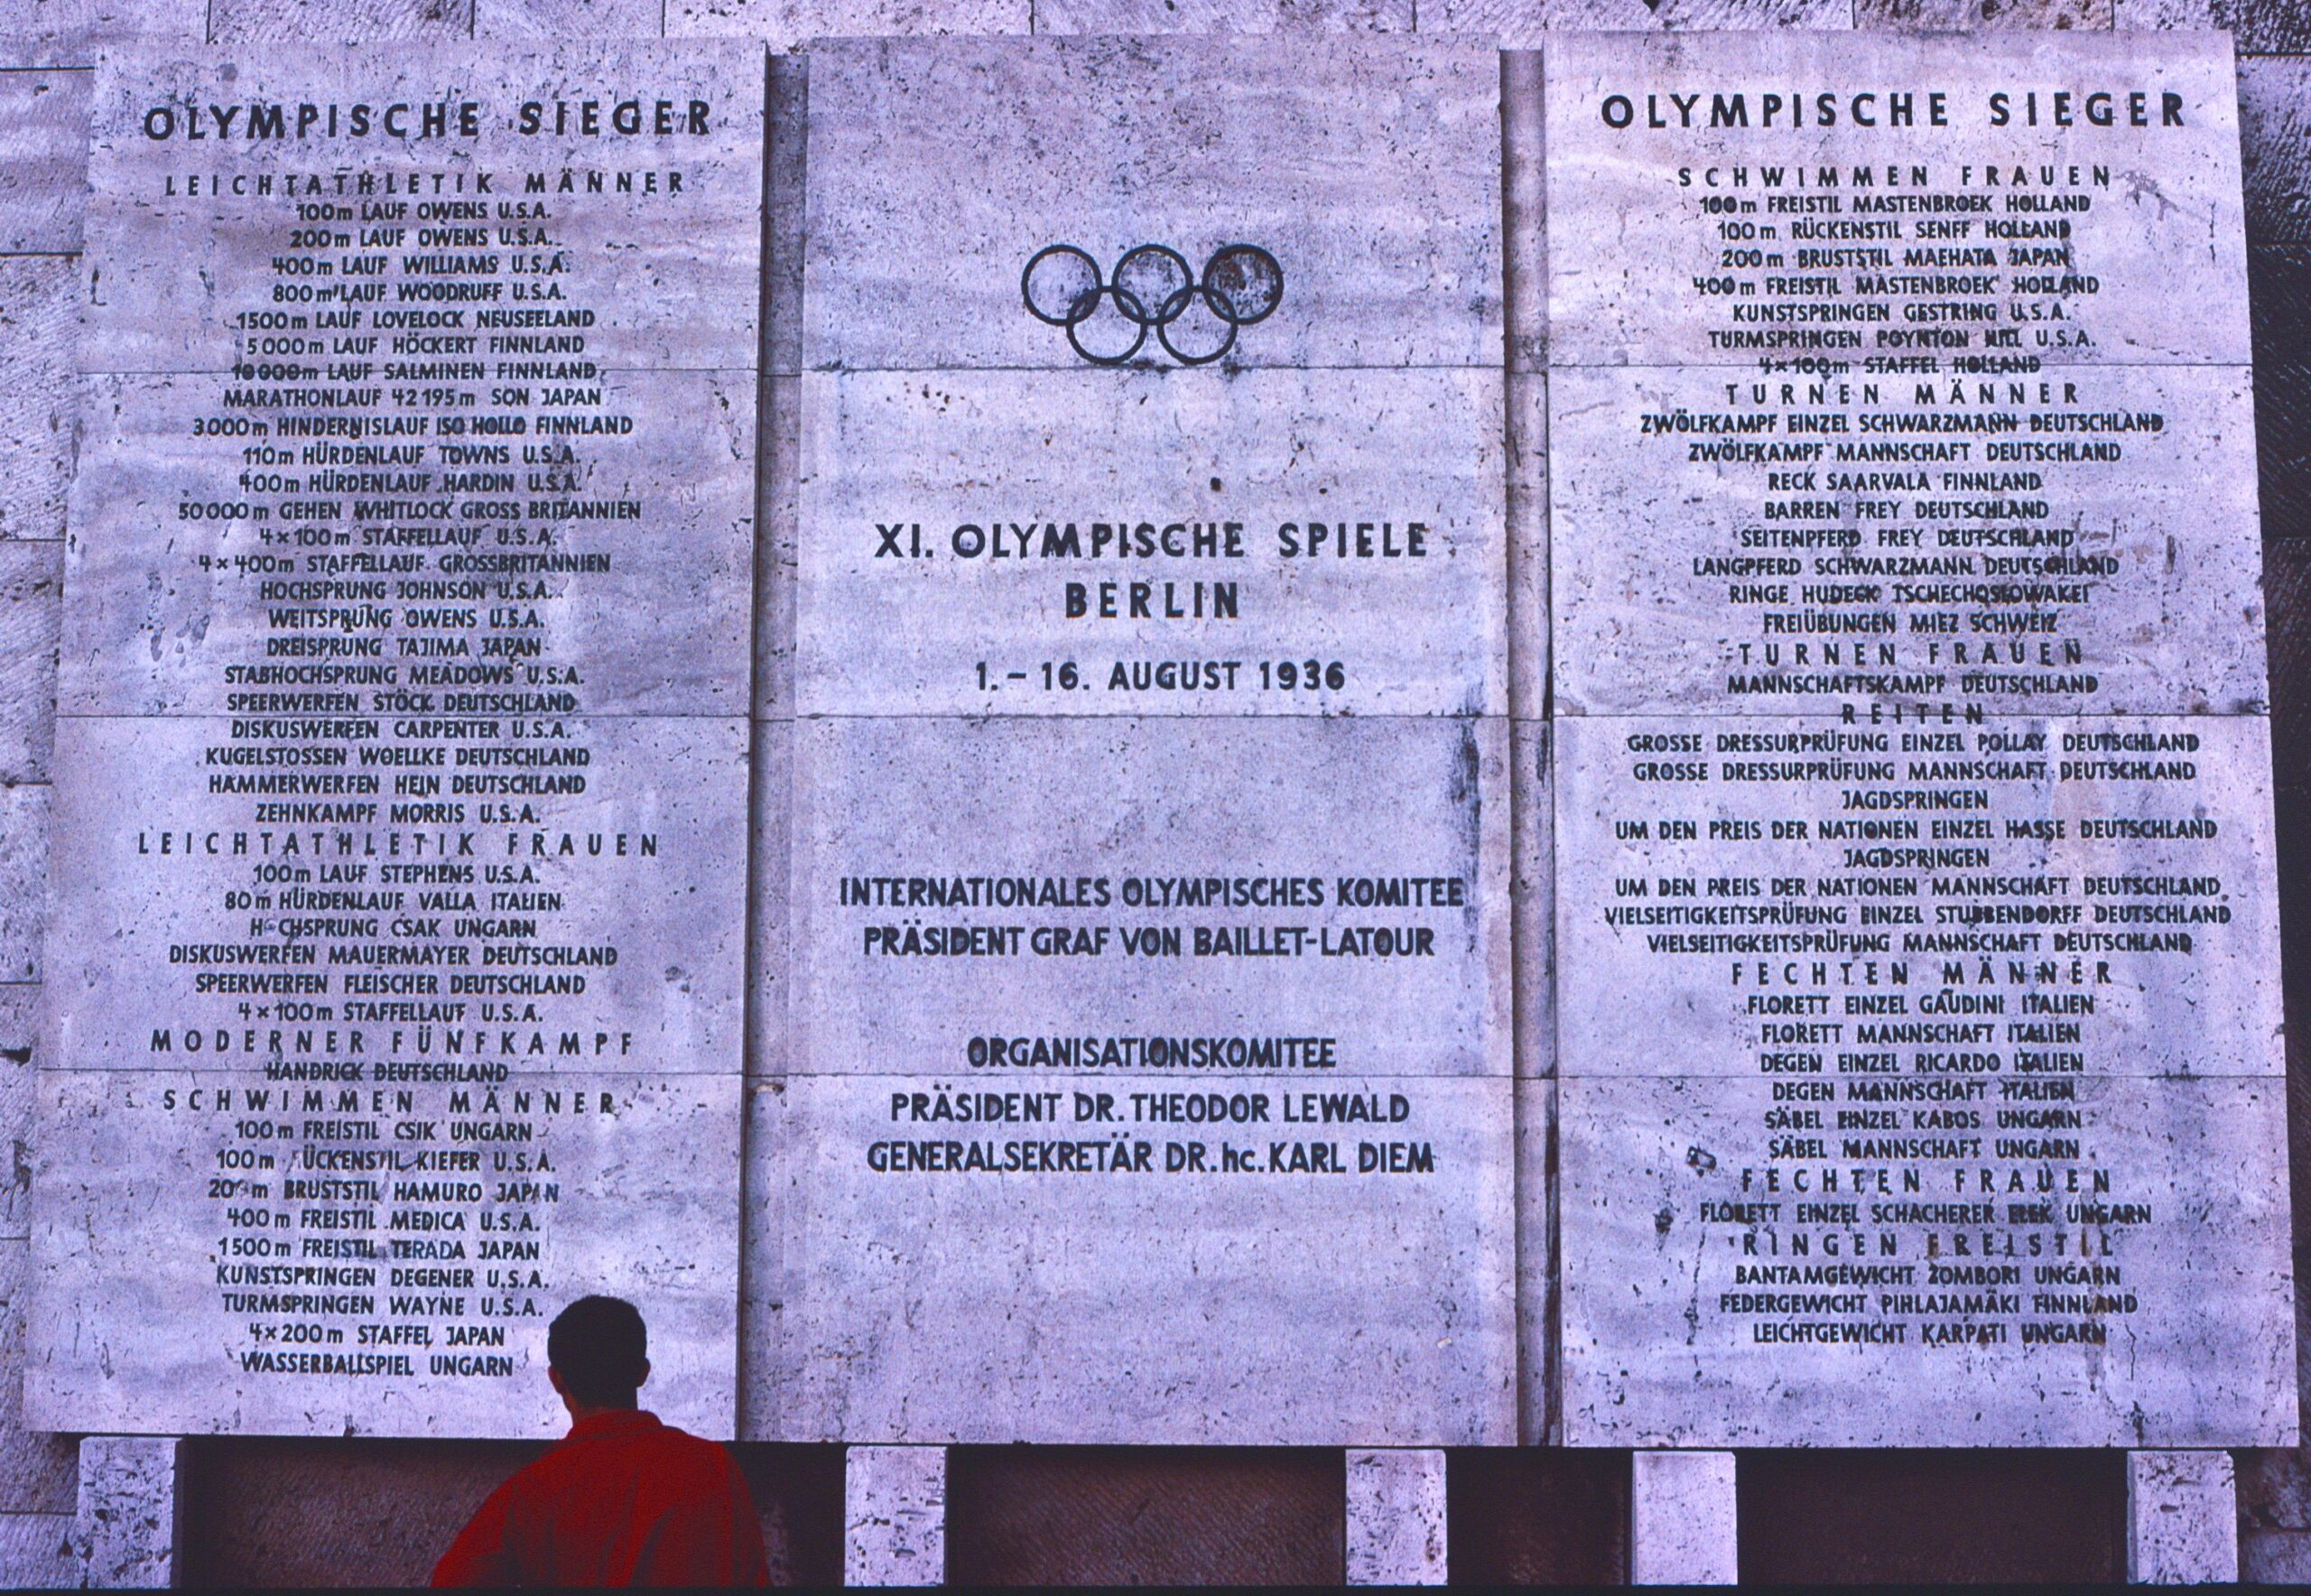 OLYMPISCHE SIEGER
LEICHTATHLETIK MÄNNER
100m LAUF OWENS U.S.A.
200m LAUF OWENS U.S.A.
400m LAUF WILLIAMS U.S.A.
800m LAUF WOODRUFF U.S.A.
1500m LAUF LOVELOCK NEUSEELAND
5000m LAUF HÖCKERT FINNLAND
10000m LAUF SALMINEN FINNLAND
MARATHONLAUF 42195m SON JAPAN
3000m HINDERNISLAUF ISO HOLLO FINNLAND
110m HÜRDENLAUF TOWNS U.S.A.
400m HÜRDENLAUF HARDIN U.S.A.
50000m GEHEN WHITLOCK GROSS BRITANNIEN
4×100m STAFFELLAUF U.S.A.
4×400m STAFFELLAUF GROSSBRITANNIEN
HOCHSPRUNG JOHNSON U.S.A.
WEITSPRUNG OWENS U.S.A.
DREISPRUNG TAJIMA JAPAN
STABHOCHSPRUNG MEADOWS U.S.A.
SPEERWERFEN STÖCK DEUTSCHLAND
DISKUSWERFEN CARPENTER U.S.A.
KUGELSTOSSEN WOELLKE DEUTSCHLAND
HAMMERWERFEN HEIN DEUTSCHLAND
ZEHNKAMPF MORRIS U.S.A.
LEICHTATHLETIK FRAUEN
100m LAUF STEPHENS U.S.A.
80m HÜRDENLAUF VALLA ITALIEN
HOCHSPRUNG CSAK UNGARN
DISKUSWERFEN MAUERMAYER DEUTSCHLAND
SPEERWERFEN FLEISCHER DEUTSCHLAND
4×100m STAFFELLAUF U.S.A.
MODERNER FÜNFKAMPF
HANDRICK DEUTSCHLAND
SCHWIMMEN MÄNNER
100m FREISTIL CSIK UNGARN
100m RÜCKENSTIL KIEFER U.S.A.
200m BRUSTSTIL HAMURO JAPAN
400m FREISTIL MEDICA U.S.A.
1500m FREISTIL TERADA JAPAN
KUNSTSPRINGEN DEGENER U.S.A.
TURMSPRINGEN WAYNE U.S.A.
4×200m STAFFEL JAPAN
WASSERBALLSPIEL UNGARN
XI. OLYMPISCHE SPIELE
BERLIN
1.– 16. AUGUST 1936
INTERNATIONALES OLYMPISCHES KOMITEE
PRÄSIDENT GRAF VON BAILLET-LATOUR
ORGANISATIONSKOMITEE
PRÄSIDENT DR. THEODOR LEWALD
GENERALSEKRETÄR DR. hc. KARL DIEM
OLYMPISCHE SIEGER
SCHWIMMEN FRAUEN
100m FREISTIL MASTENBROEK HOLLAND
100m RÜCKENSTIL SENFF HOLLAND
200m BRUSTSTIL MAEHATA JAPAN
400m FREISTIL MASTENBROEK HOLLAND
KUNSTSPRINGEN GESTRING U.S.A.
TURMSPRINGEN POYNTON HILL U.S.A.
4×100m STAFFEL HOLLAND
TURNEN MÄNNER
ZWÖLFKAMPF EINZEL SCHWARZMANN DEUTSCHLAND
ZWÖLFKAMPF MANNSCHAFT DEUTSCHLAND
RECK SAARVALA FINNLAND
BARREN FREY DEUTSCHLAND
SEITENPFERD FREY DEUTSCHLAND
LANGPFERD SCHWARZMANN DEUTSCHLAND
RINGE HUDECK TSCHECHOSLOWAKEI
FREIÜBUNGEN MIEZ SCHWEIZ
TURNEN FRAUEN
MANNSCHAFTSKAMPF DEUTSCHLAND
REITEN
GROSSE DRESSURPRÜFUNG EINZEL POLLAY DEUTSCHLAND
GROSSE DRESSURPRÜFUNG MANNSCHAFT DEUTSCHLAND
JAGDSPRINGEN
UM DEN PREIS DER NATIONEN EINZEL HASSE DEUTSCHLAND
JAGDSPRINGEN
UM DEN PREIS DER NATIONEN MANNSCHAFT DEUTSCHLAND
VIELSEITIGKEITSPRÜFUNG EINZEL STUBBENDORFF DEUTSCHLAND
VIELSEITIGKEITSPRÜFUNG MANNSCHAFT DEUTSCHLAND
FECHTEN MÄNNER
FLORETT EINZEL GAUDINI ITALIEN
FLORETT MANNSCHAFT ITALIEN
DEGEN EINZEL RICARDO ITALIEN
DEGEN MANNSCHAFT ITALIEN
SÄBEL EINZEL KABOS UNGARN
SÄBEL MANNSCHAFT UNGARN
FECHTEN FRAUEN
FLORETT EINZEL SCHACHERER ELEK UNGARN
RINGEN FREISTIL
BANTAMGEWICHT ZOMBORI UNGARN
FEDERGEWICHT PIHLAJAMÄKI FINNLAND
LEICHTGEWICHT KARPATI UNGARN